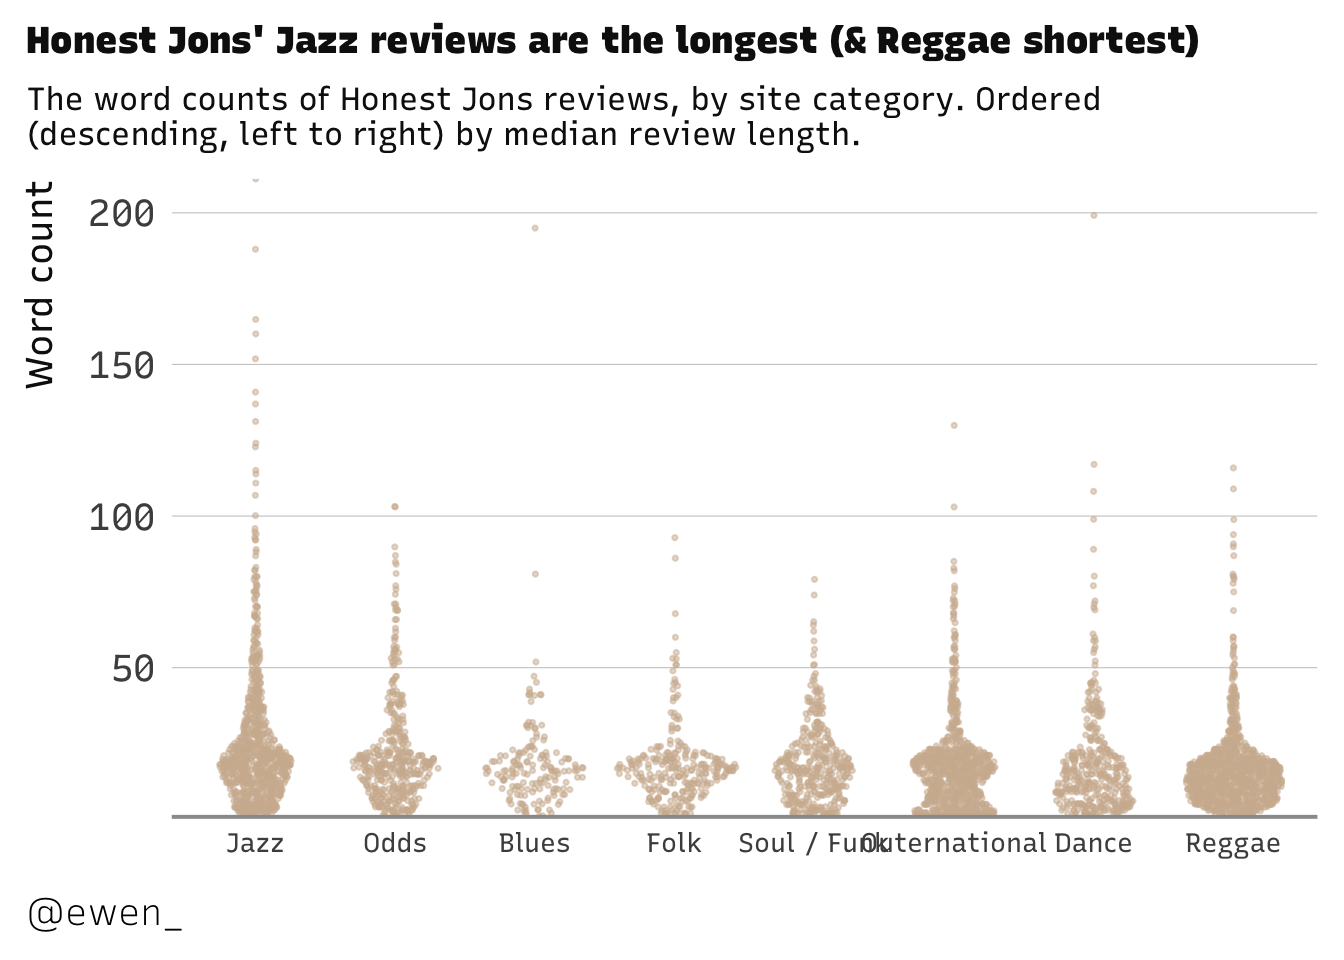 Honest Jons' Jazz reviews are the longest (& Reggae shortest)
The word counts of Honest Jons reviews, by site category. Ordered
(descending, left to right) by median review length.
Word count
200
150
100
50
Jazz Odds Blues Folk Soul / Funk Outernational Dance Reggae
@ewen_